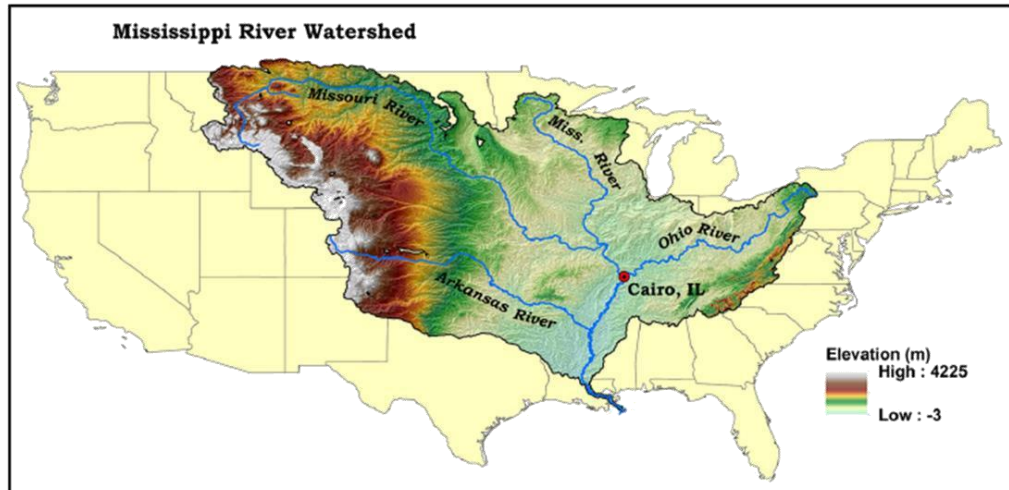 Mississippi River Watershed
Missouri River
Miss. River
Ohio River
Cairo, IL
Arkansas River
Elevation (m)
High : 4225
Low : -3